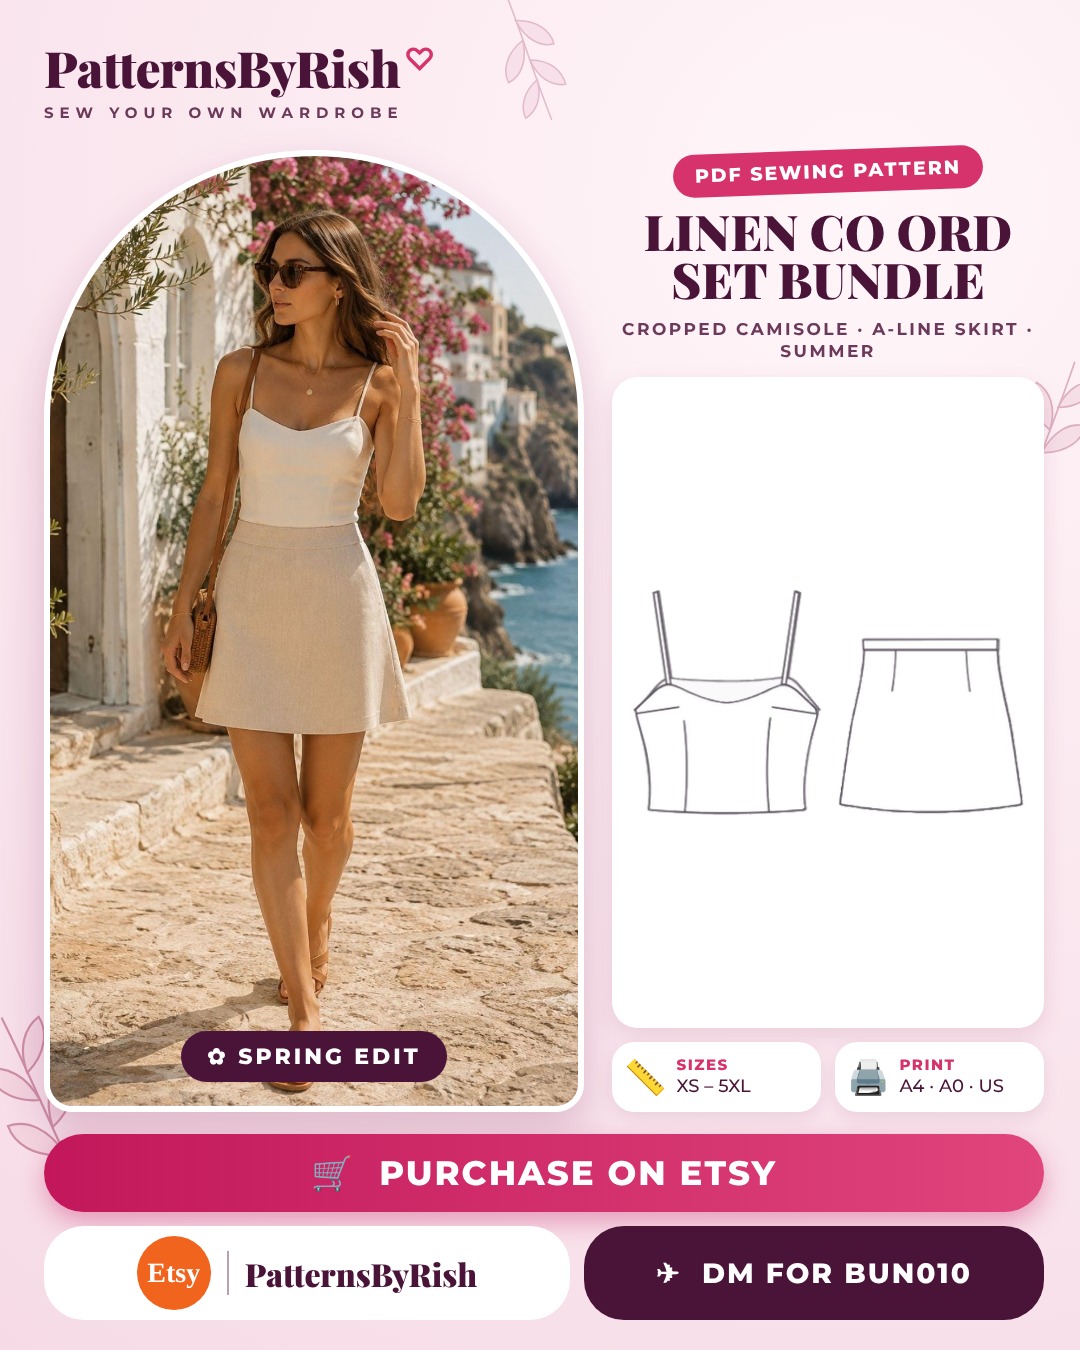 PatternsByRish
SEW YOUR OWN WARDROBE
PDF SEWING PATTERN
LINEN CO ORD
SET BUNDLE
CROPPED CAMISOLE · A-LINE SKIRT ·
SUMMER
✿ SPRING EDIT
SIZES
XS – 5XL
PRINT
A4 · A0 · US
PURCHASE ON ETSY
Etsy
PatternsByRish
DM FOR BUN010